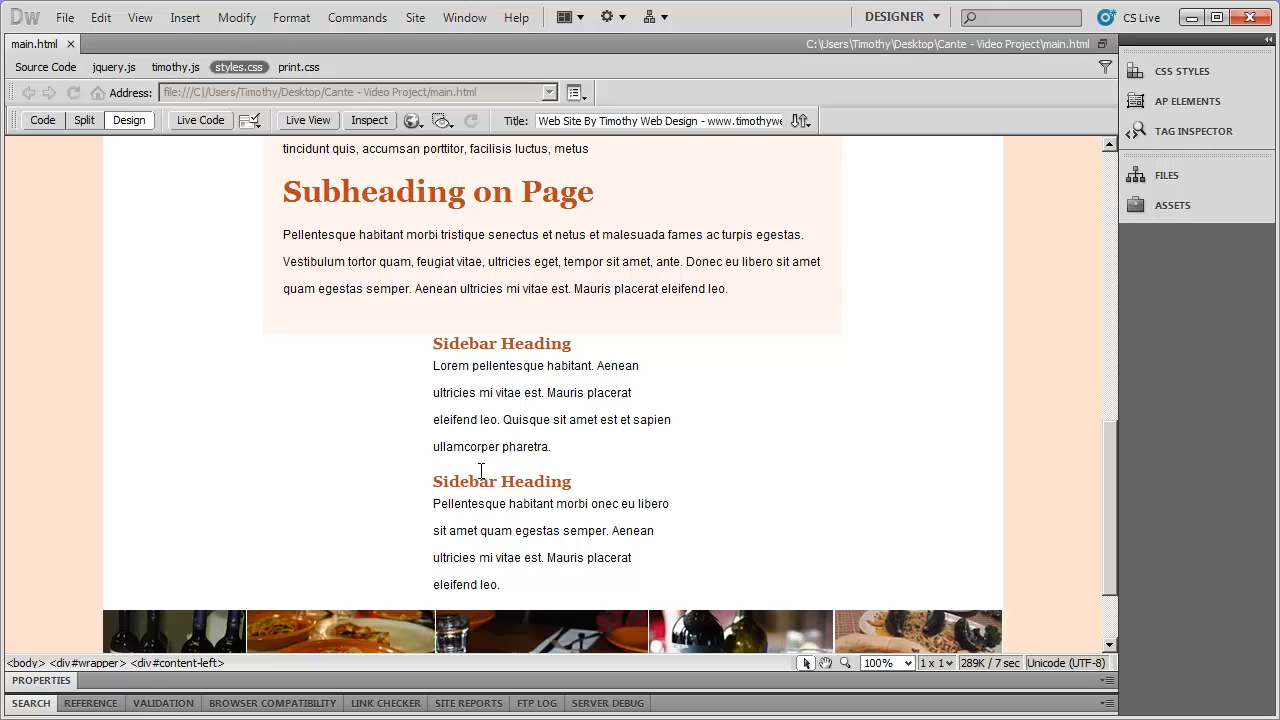 Dw File Edit View Insert Modify Format Commands Site Window Help DESIGNER CS Live
main.html C:\Users\Timothy\Desktop\Cante - Video Project\main.html
Source Code jquery.js timothy.js styles.css print.css
Address: file:///C|/Users/Timothy/Desktop/Cante - Video Project/main.html
Code Split Design Live Code Live View Inspect Title: Web Site By Timothy Web Design - www.timothywe
CSS STYLES
AP ELEMENTS
TAG INSPECTOR
FILES
ASSETS
tincidunt quis, accumsan porttitor, facilisis luctus, metus
Subheading on Page
Pellentesque habitant morbi tristique senectus et netus et malesuada fames ac turpis egestas.
Vestibulum tortor quam, feugiat vitae, ultricies eget, tempor sit amet, ante. Donec eu libero sit amet
quam egestas semper. Aenean ultricies mi vitae est. Mauris placerat eleifend leo.
Sidebar Heading
Lorem pellentesque habitant. Aenean
ultricies mi vitae est. Mauris placerat
eleifend leo. Quisque sit amet est et sapien
ullamcorper pharetra.
Sidebar Heading
Pellentesque habitant morbi onec eu libero
sit amet quam egestas semper. Aenean
ultricies mi vitae est. Mauris placerat
eleifend leo.
<body> <div#wrapper> <div#content-left> 100% 1 x 1 289K / 7 sec Unicode (UTF-8)
PROPERTIES
SEARCH REFERENCE VALIDATION BROWSER COMPATIBILITY LINK CHECKER SITE REPORTS FTP LOG SERVER DEBUG